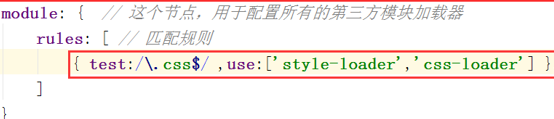 module: {  // 这个节点，用于配置所有的第三方模块加载器
    rules: [ // 匹配规则
        { test:/\.css$/ ,use:['style-loader','css-loader'] }
    ]
}